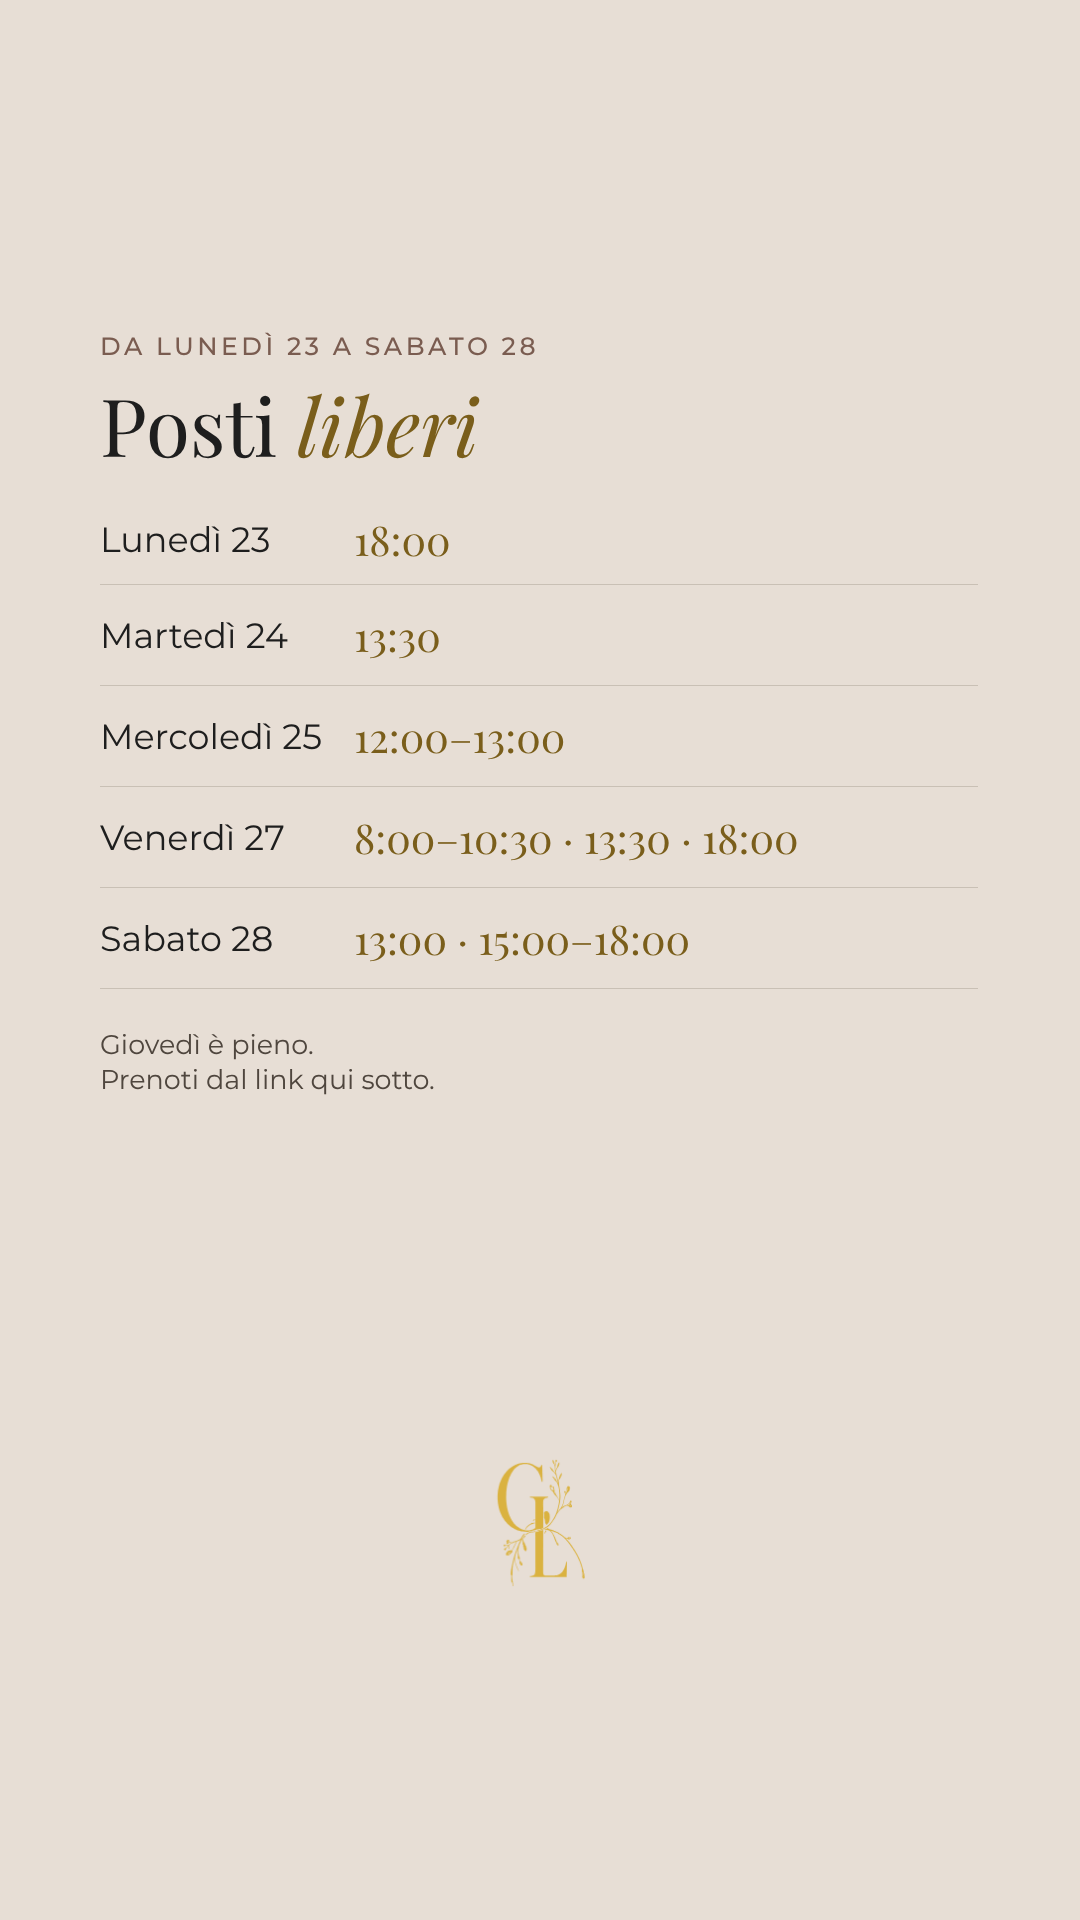 DA LUNEDÌ 23 A SABATO 28
Posti liberi
Lunedì 23 18:00
Martedì 24 13:30
Mercoledì 25 12:00–13:00
Venerdì 27 8:00–10:30 · 13:30 · 18:00
Sabato 28 13:00 · 15:00–18:00
Giovedì è pieno.
Prenoti dal link qui sotto.
GL